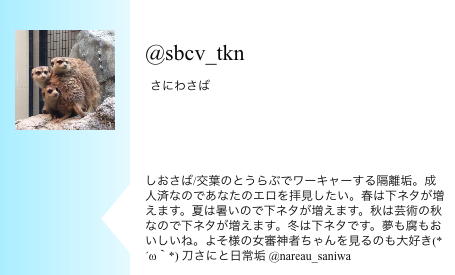 @sbcv_tkn
さにわさば
しおさば/交葉のとうらぶでワーキャーする隔離垢。成
人済なのであなたのエロを拝見したい。春は下ネタが増
えます。夏は暑いので下ネタが増えます。秋は芸術の秋
なので下ネタが増えます。冬は下ネタです。夢も腐もお
いしいね。よそ様の女審神者ちゃんを見るのも大好き(*
´ω｀*) 刀さにと日常垢 @nareau_saniwa